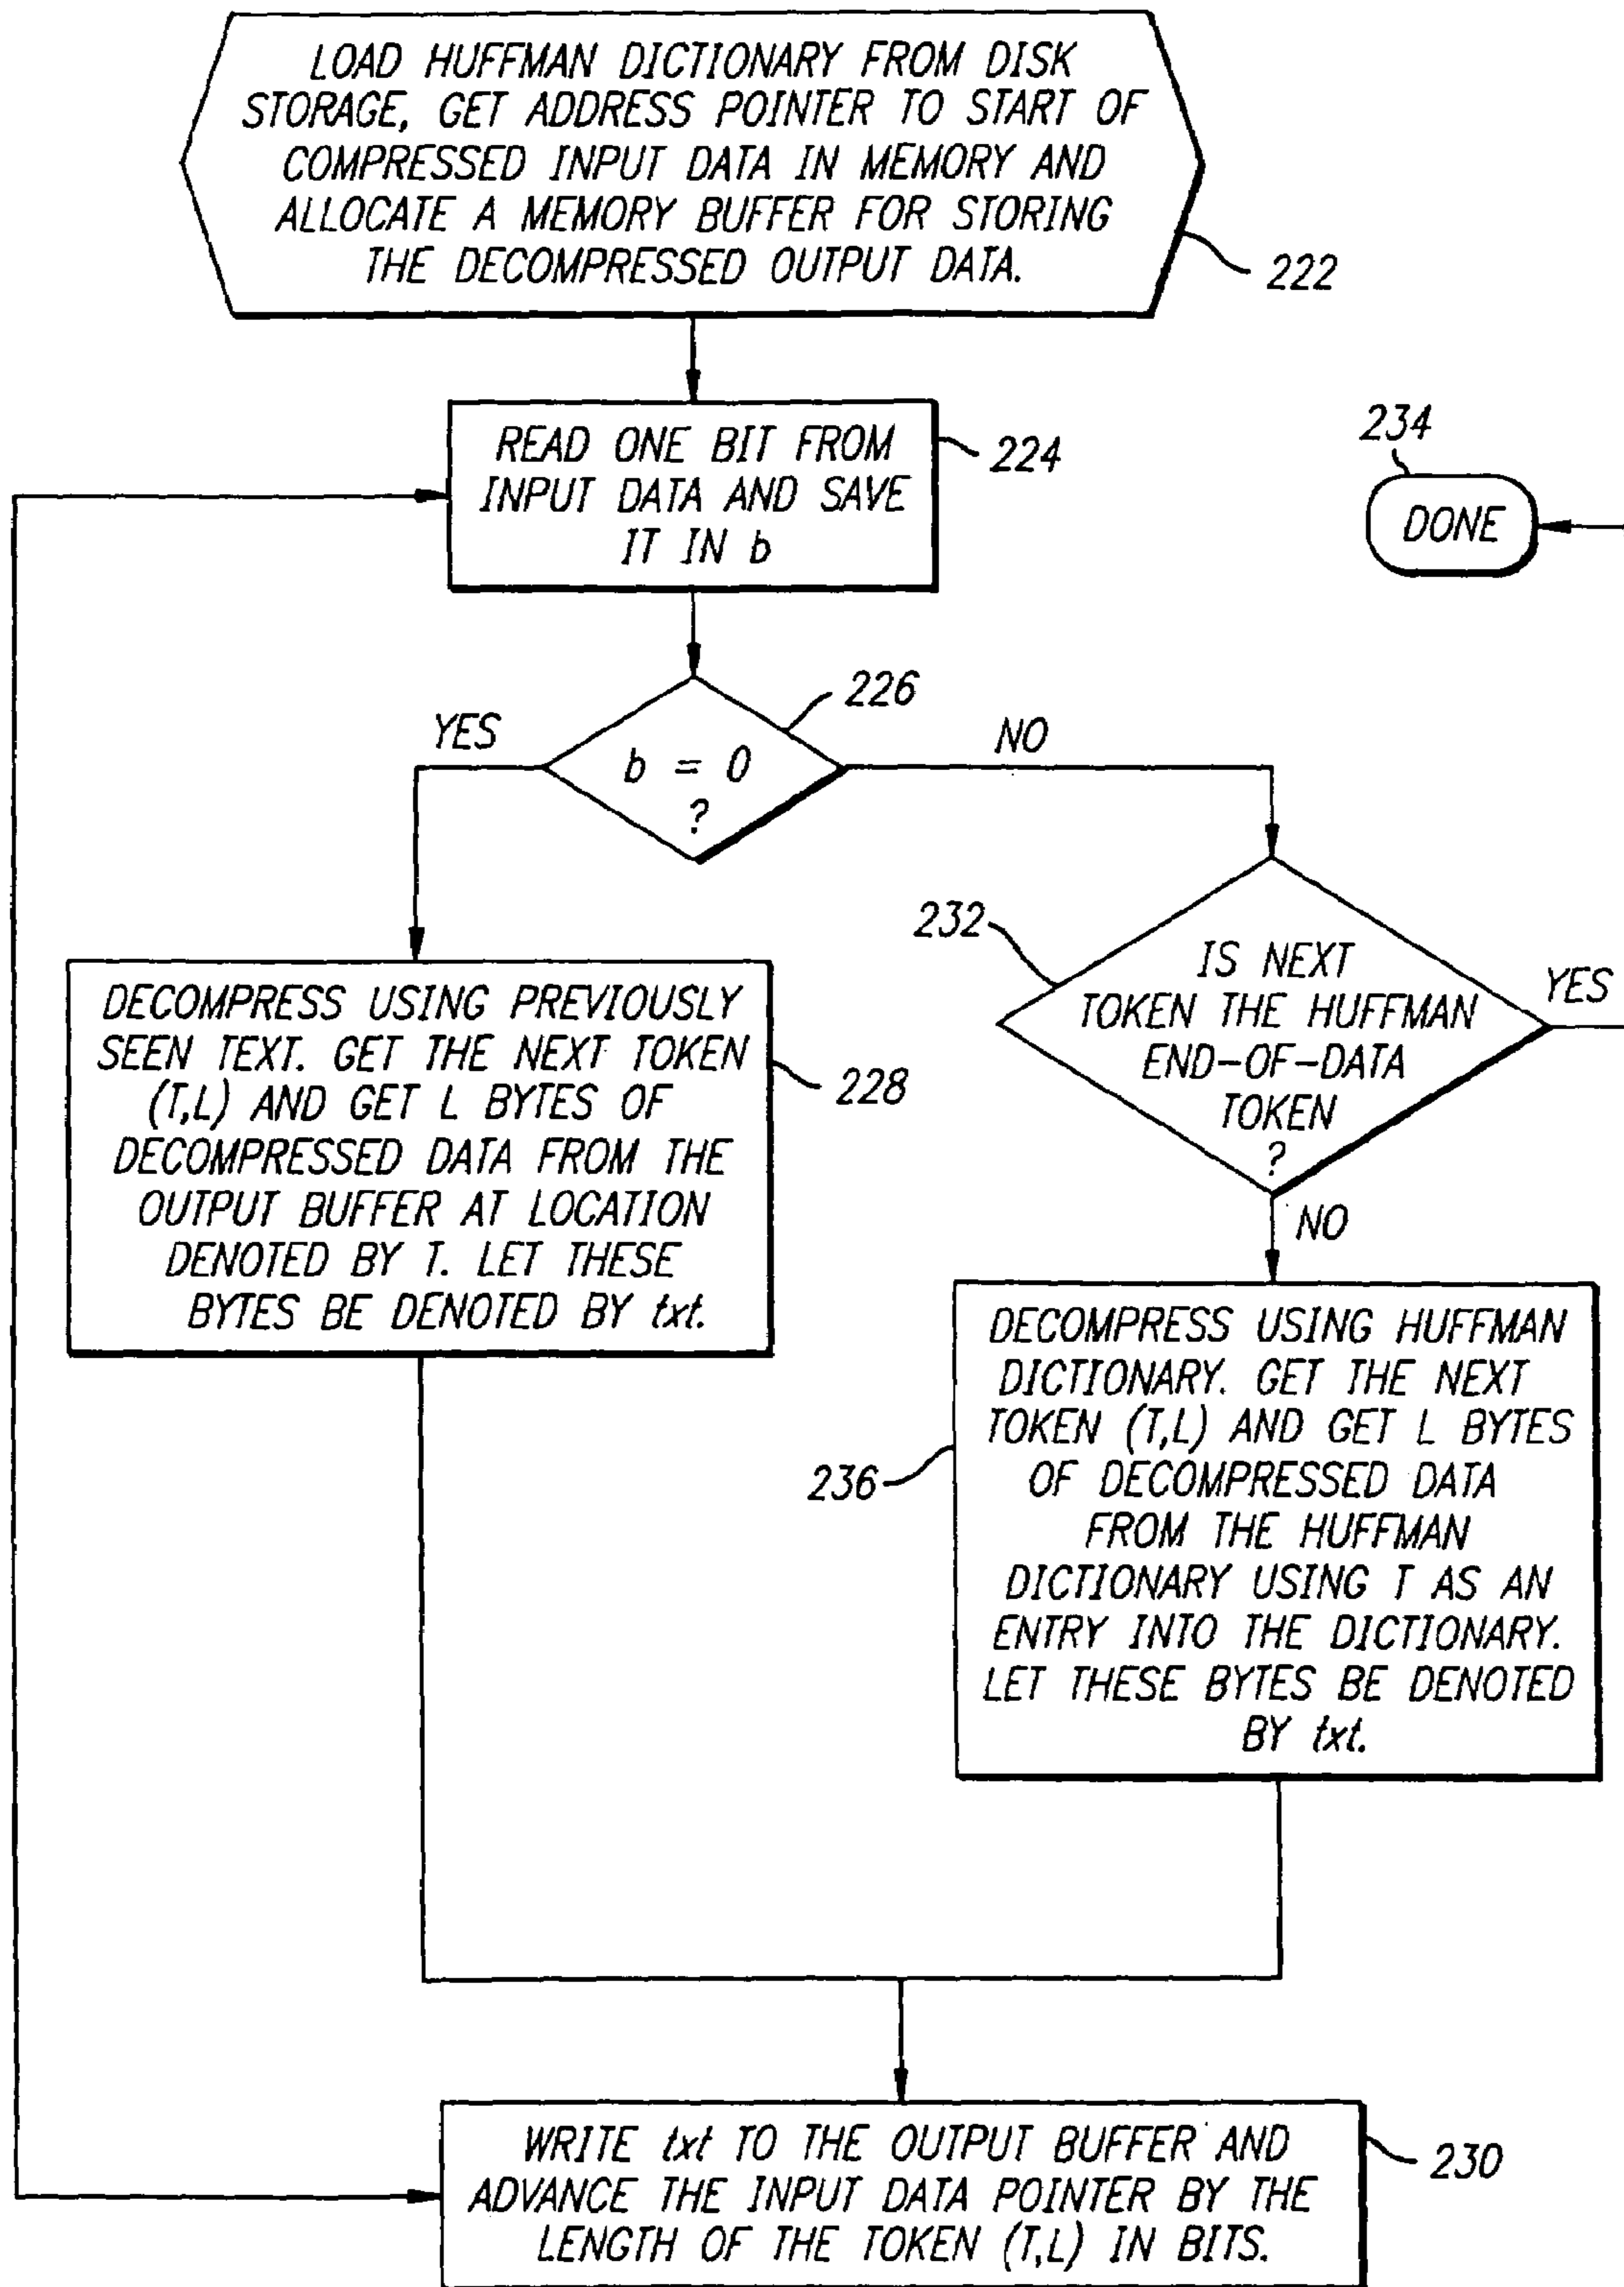 LOAD HUFFMAN DICTIONARY FROM DISK
STORAGE, GET ADDRESS POINTER TO START OF
COMPRESSED INPUT DATA IN MEMORY AND
ALLOCATE A MEMORY BUFFER FOR STORING
THE DECOMPRESSED OUTPUT DATA.
222
READ ONE BIT FROM
INPUT DATA AND SAVE
IT IN b
224
234
DONE
226
YES
b = 0
?
NO
232
IS NEXT
TOKEN THE HUFFMAN
END-OF-DATA
TOKEN
?
YES
NO
DECOMPRESS USING PREVIOUSLY
SEEN TEXT. GET THE NEXT TOKEN
(T,L) AND GET L BYTES OF
DECOMPRESSED DATA FROM THE
OUTPUT BUFFER AT LOCATION
DENOTED BY T. LET THESE
BYTES BE DENOTED BY txt.
228
DECOMPRESS USING HUFFMAN
DICTIONARY. GET THE NEXT
TOKEN (T,L) AND GET L BYTES
OF DECOMPRESSED DATA
FROM THE HUFFMAN
DICTIONARY USING T AS AN
ENTRY INTO THE DICTIONARY.
LET THESE BYTES BE DENOTED
BY txt.
236
WRITE txt TO THE OUTPUT BUFFER AND
ADVANCE THE INPUT DATA POINTER BY THE
LENGTH OF THE TOKEN (T,L) IN BITS.
230